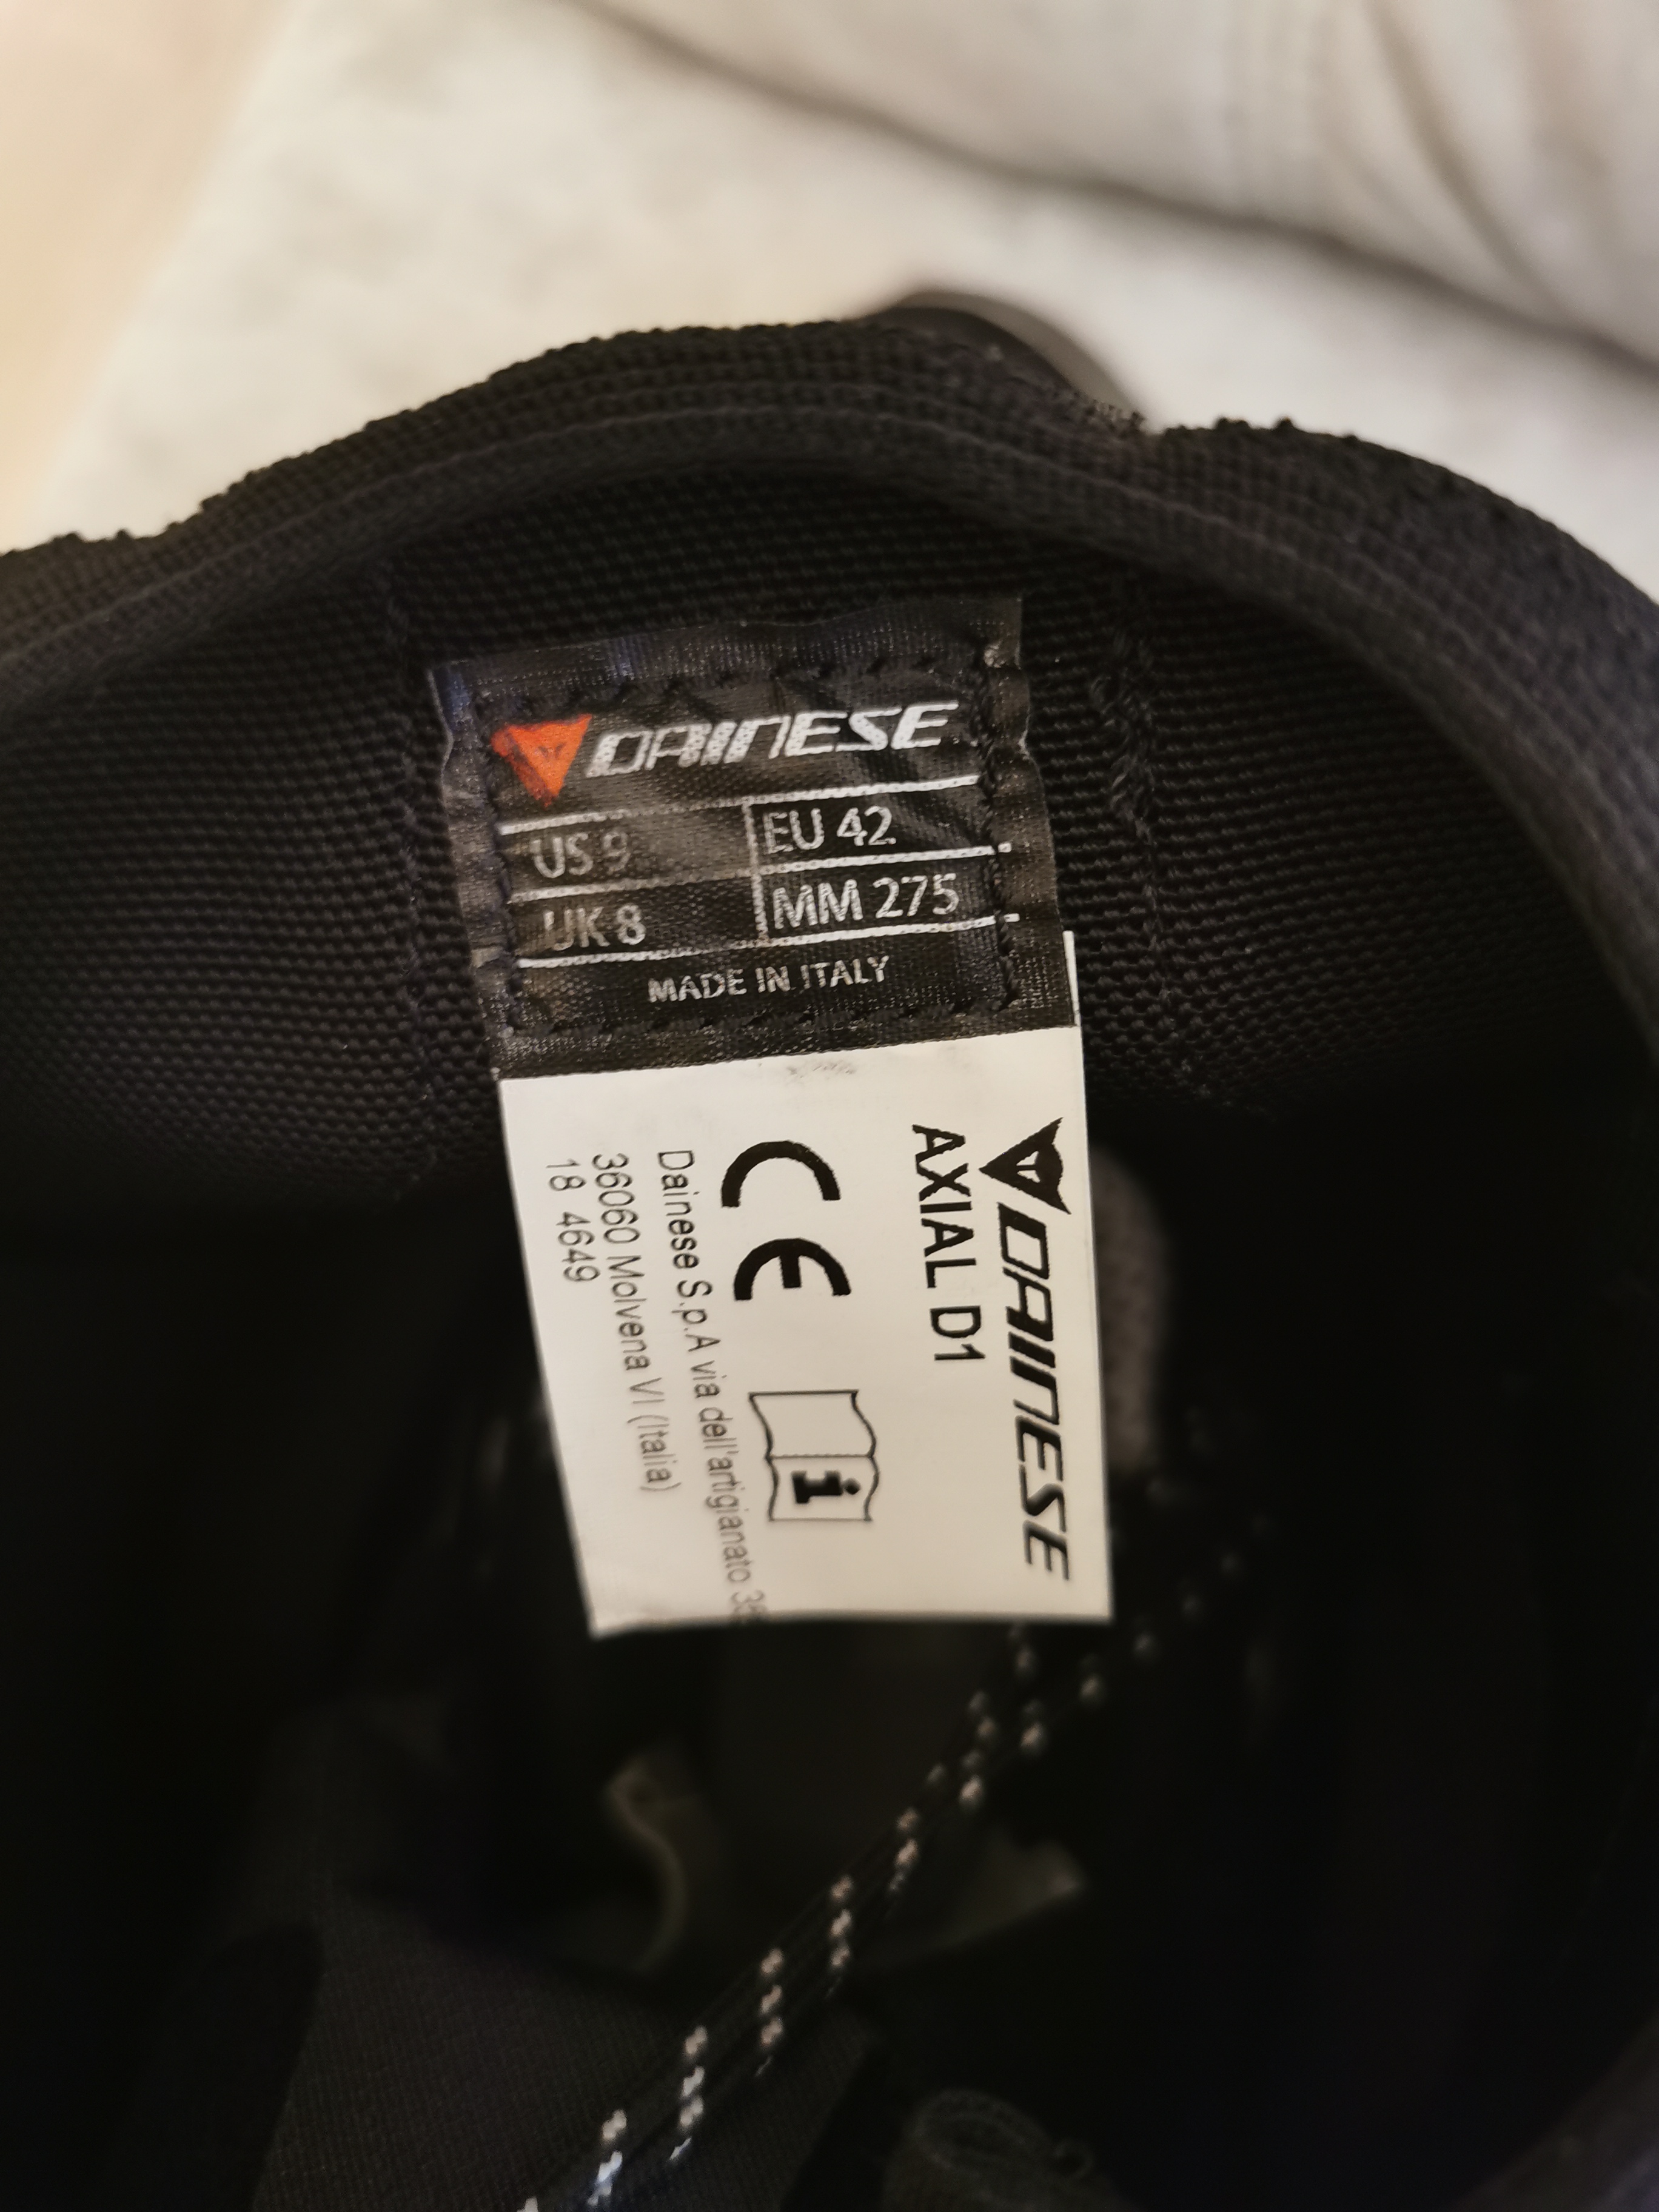 DAINESE
US 9 EU 42
UK 8 MM 275
MADE IN ITALY
DAINESE
AXIAL D1
CE
i
Dainese S.p.A via dell'artigianato 35
36060 Molvena VI (Italia)
18 4649